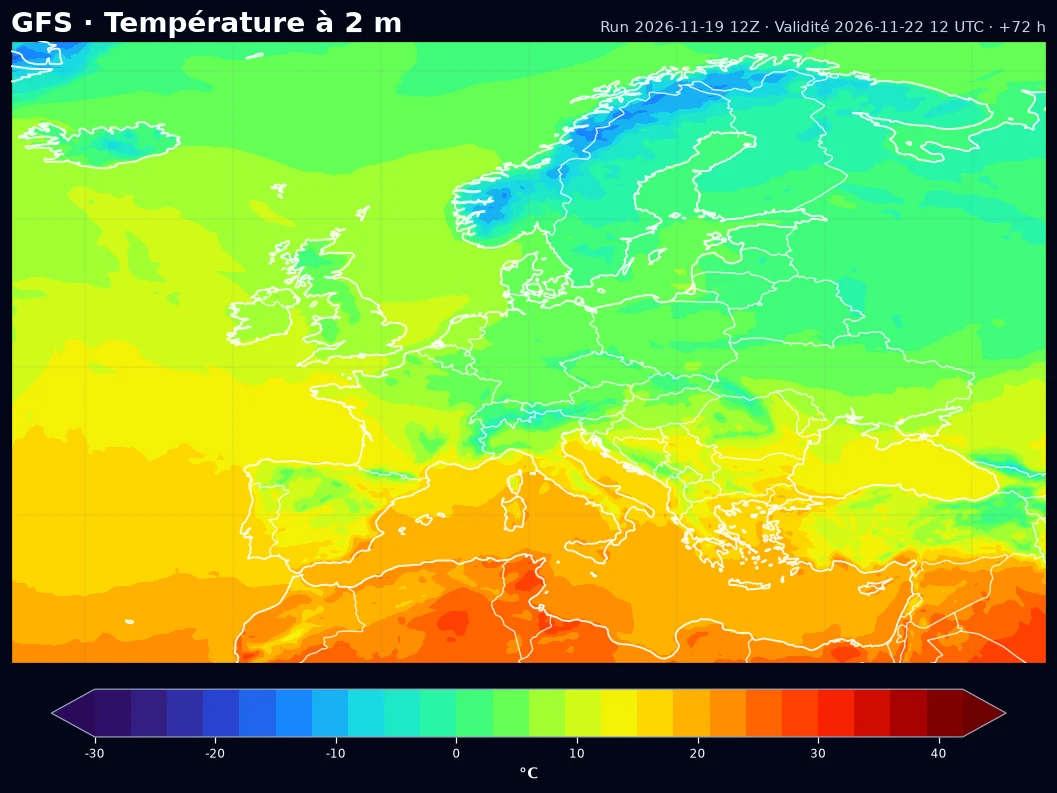 GFS · Température à 2 m
Run 2026-11-19 12Z · Validité 2026-11-22 12 UTC · +72 h
-30 -20 -10 0 10 20 30 40
°C